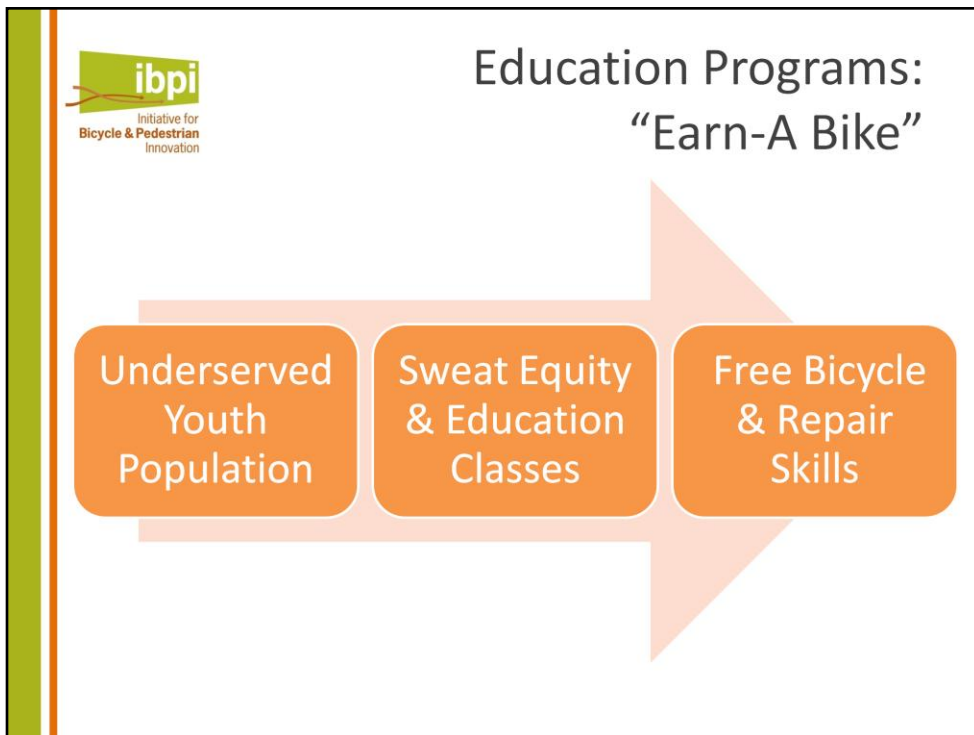 ibpi
Initiative for
Bicycle & Pedestrian
Innovation
Education Programs:
“Earn-A Bike”
Underserved
Youth
Population
Sweat Equity
& Education
Classes
Free Bicycle
& Repair
Skills